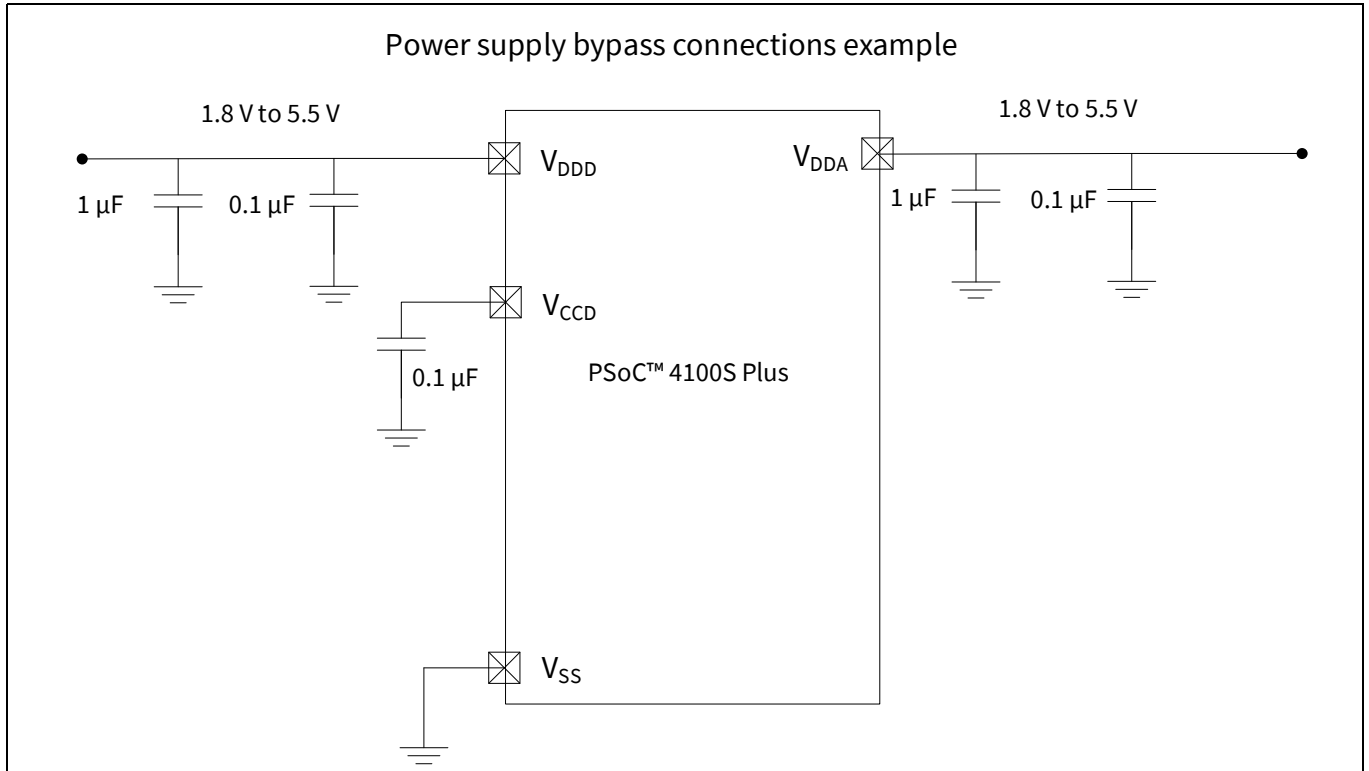 Power supply bypass connections example
1.8 V to 5.5 V
1.8 V to 5.5 V
VDDD
VDDA
1 μF
0.1 μF
1 μF
0.1 μF
VCCD
0.1 μF
PSoC™ 4100S Plus
VSS